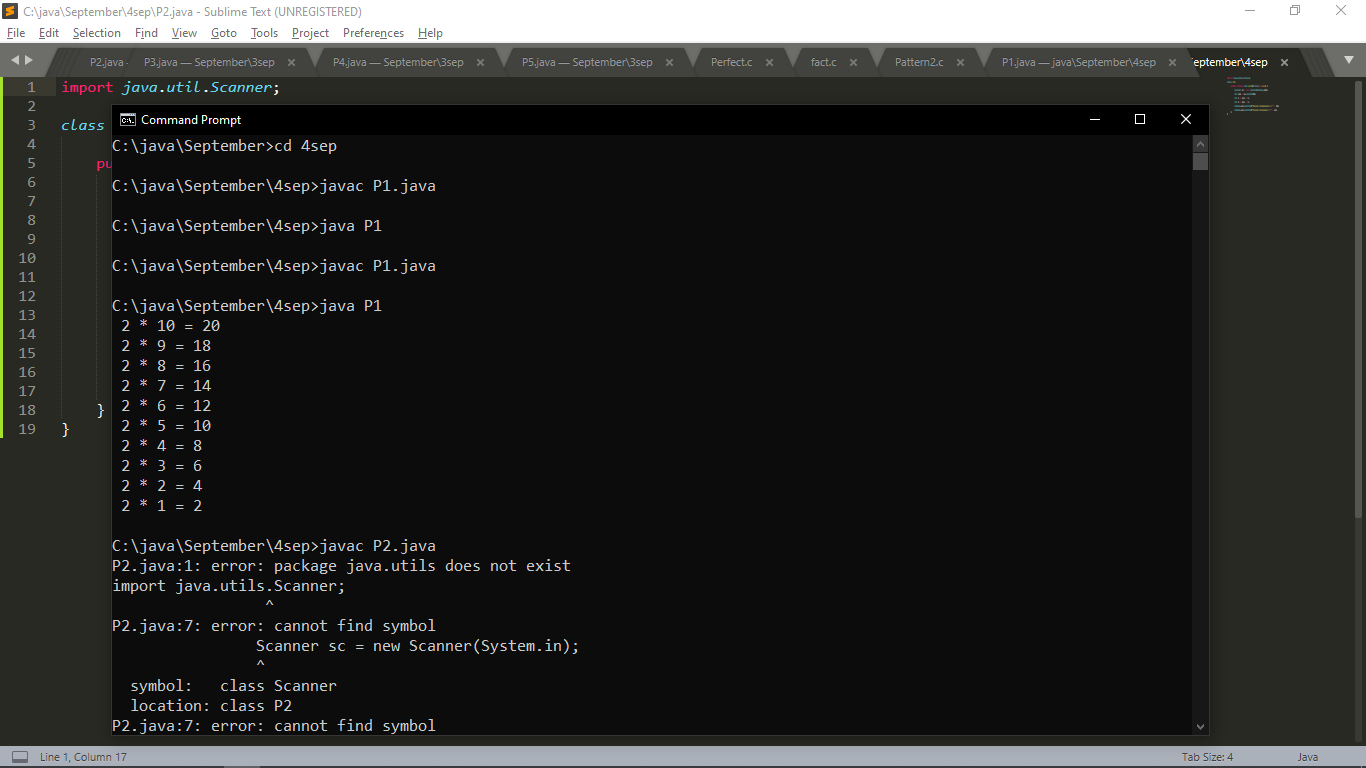 C:\java\September\4sep\P2.java - Sublime Text (UNREGISTERED)
File Edit Selection Find View Goto Tools Project Preferences Help
P2.java - P3.java — September\3sep P4.java — September\3sep P5.java — September\3sep Perfect.c fact.c Pattern2.c P1.java — java\September\4sep September\4sep
1 import java.util.Scanner;
2
3 class
4
5 pu
6
7
8
9
10
11
12
13
14
15
16
17
18 }
19 }
Command Prompt
C:\java\September>cd 4sep
C:\java\September\4sep>javac P1.java
C:\java\September\4sep>java P1
C:\java\September\4sep>javac P1.java
C:\java\September\4sep>java P1
2 * 10 = 20
2 * 9 = 18
2 * 8 = 16
2 * 7 = 14
2 * 6 = 12
2 * 5 = 10
2 * 4 = 8
2 * 3 = 6
2 * 2 = 4
2 * 1 = 2
C:\java\September\4sep>javac P2.java
P2.java:1: error: package java.utils does not exist
import java.utils.Scanner;
^
P2.java:7: error: cannot find symbol
Scanner sc = new Scanner(System.in);
^
symbol: class Scanner
location: class P2
P2.java:7: error: cannot find symbol
Line 1, Column 17
Tab Size: 4
Java